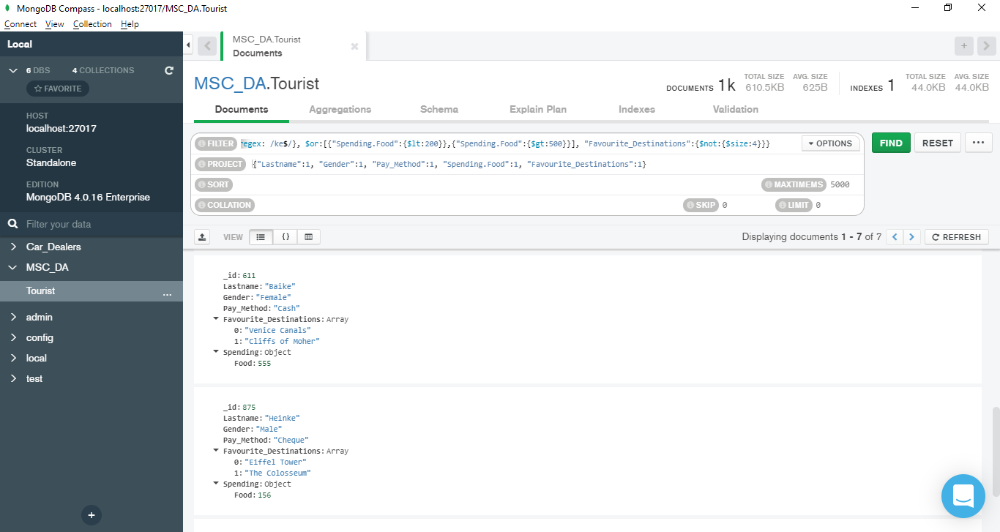 MongoDB Compass - localhost:27017/MSC_DA.Tourist
Connect View Collection Help
Local
6 DBS 4 COLLECTIONS
FAVORITE
HOST
localhost:27017
CLUSTER
Standalone
EDITION
MongoDB 4.0.16 Enterprise
Filter your data
Car_Dealers
MSC_DA
Tourist ...
admin
config
local
test
MSC_DA.Tourist
Documents
MSC_DA.Tourist
DOCUMENTS 1k TOTAL SIZE 610.5KB AVG. SIZE 625B INDEXES 1 TOTAL SIZE 44.0KB AVG. SIZE 44.0KB
Documents Aggregations Schema Explain Plan Indexes Validation
FILTER regex: /ke$/}, $or:[{"Spending.Food":{$lt:200}},{"Spending.Food":{$gt:500}}], "Favourite_Destinations":{$not:{$size:4}}} OPTIONS FIND RESET ...
PROJECT {"Lastname":1, "Gender":1, "Pay_Method":1, "Spending.Food":1, "Favourite_Destinations":1}
SORT MAXTIMEMS 5000
COLLATION SKIP 0 LIMIT 0
VIEW {} Displaying documents 1 - 7 of 7 REFRESH
_id: 611
Lastname: "Baike"
Gender: "Female"
Pay_Method: "Cash"
Favourite_Destinations: Array
0: "Venice Canals"
1: "Cliffs of Moher"
Spending: Object
Food: 555
_id: 875
Lastname: "Heinke"
Gender: "Male"
Pay_Method: "Cheque"
Favourite_Destinations: Array
0: "Eiffel Tower"
1: "The Colosseum"
Spending: Object
Food: 156